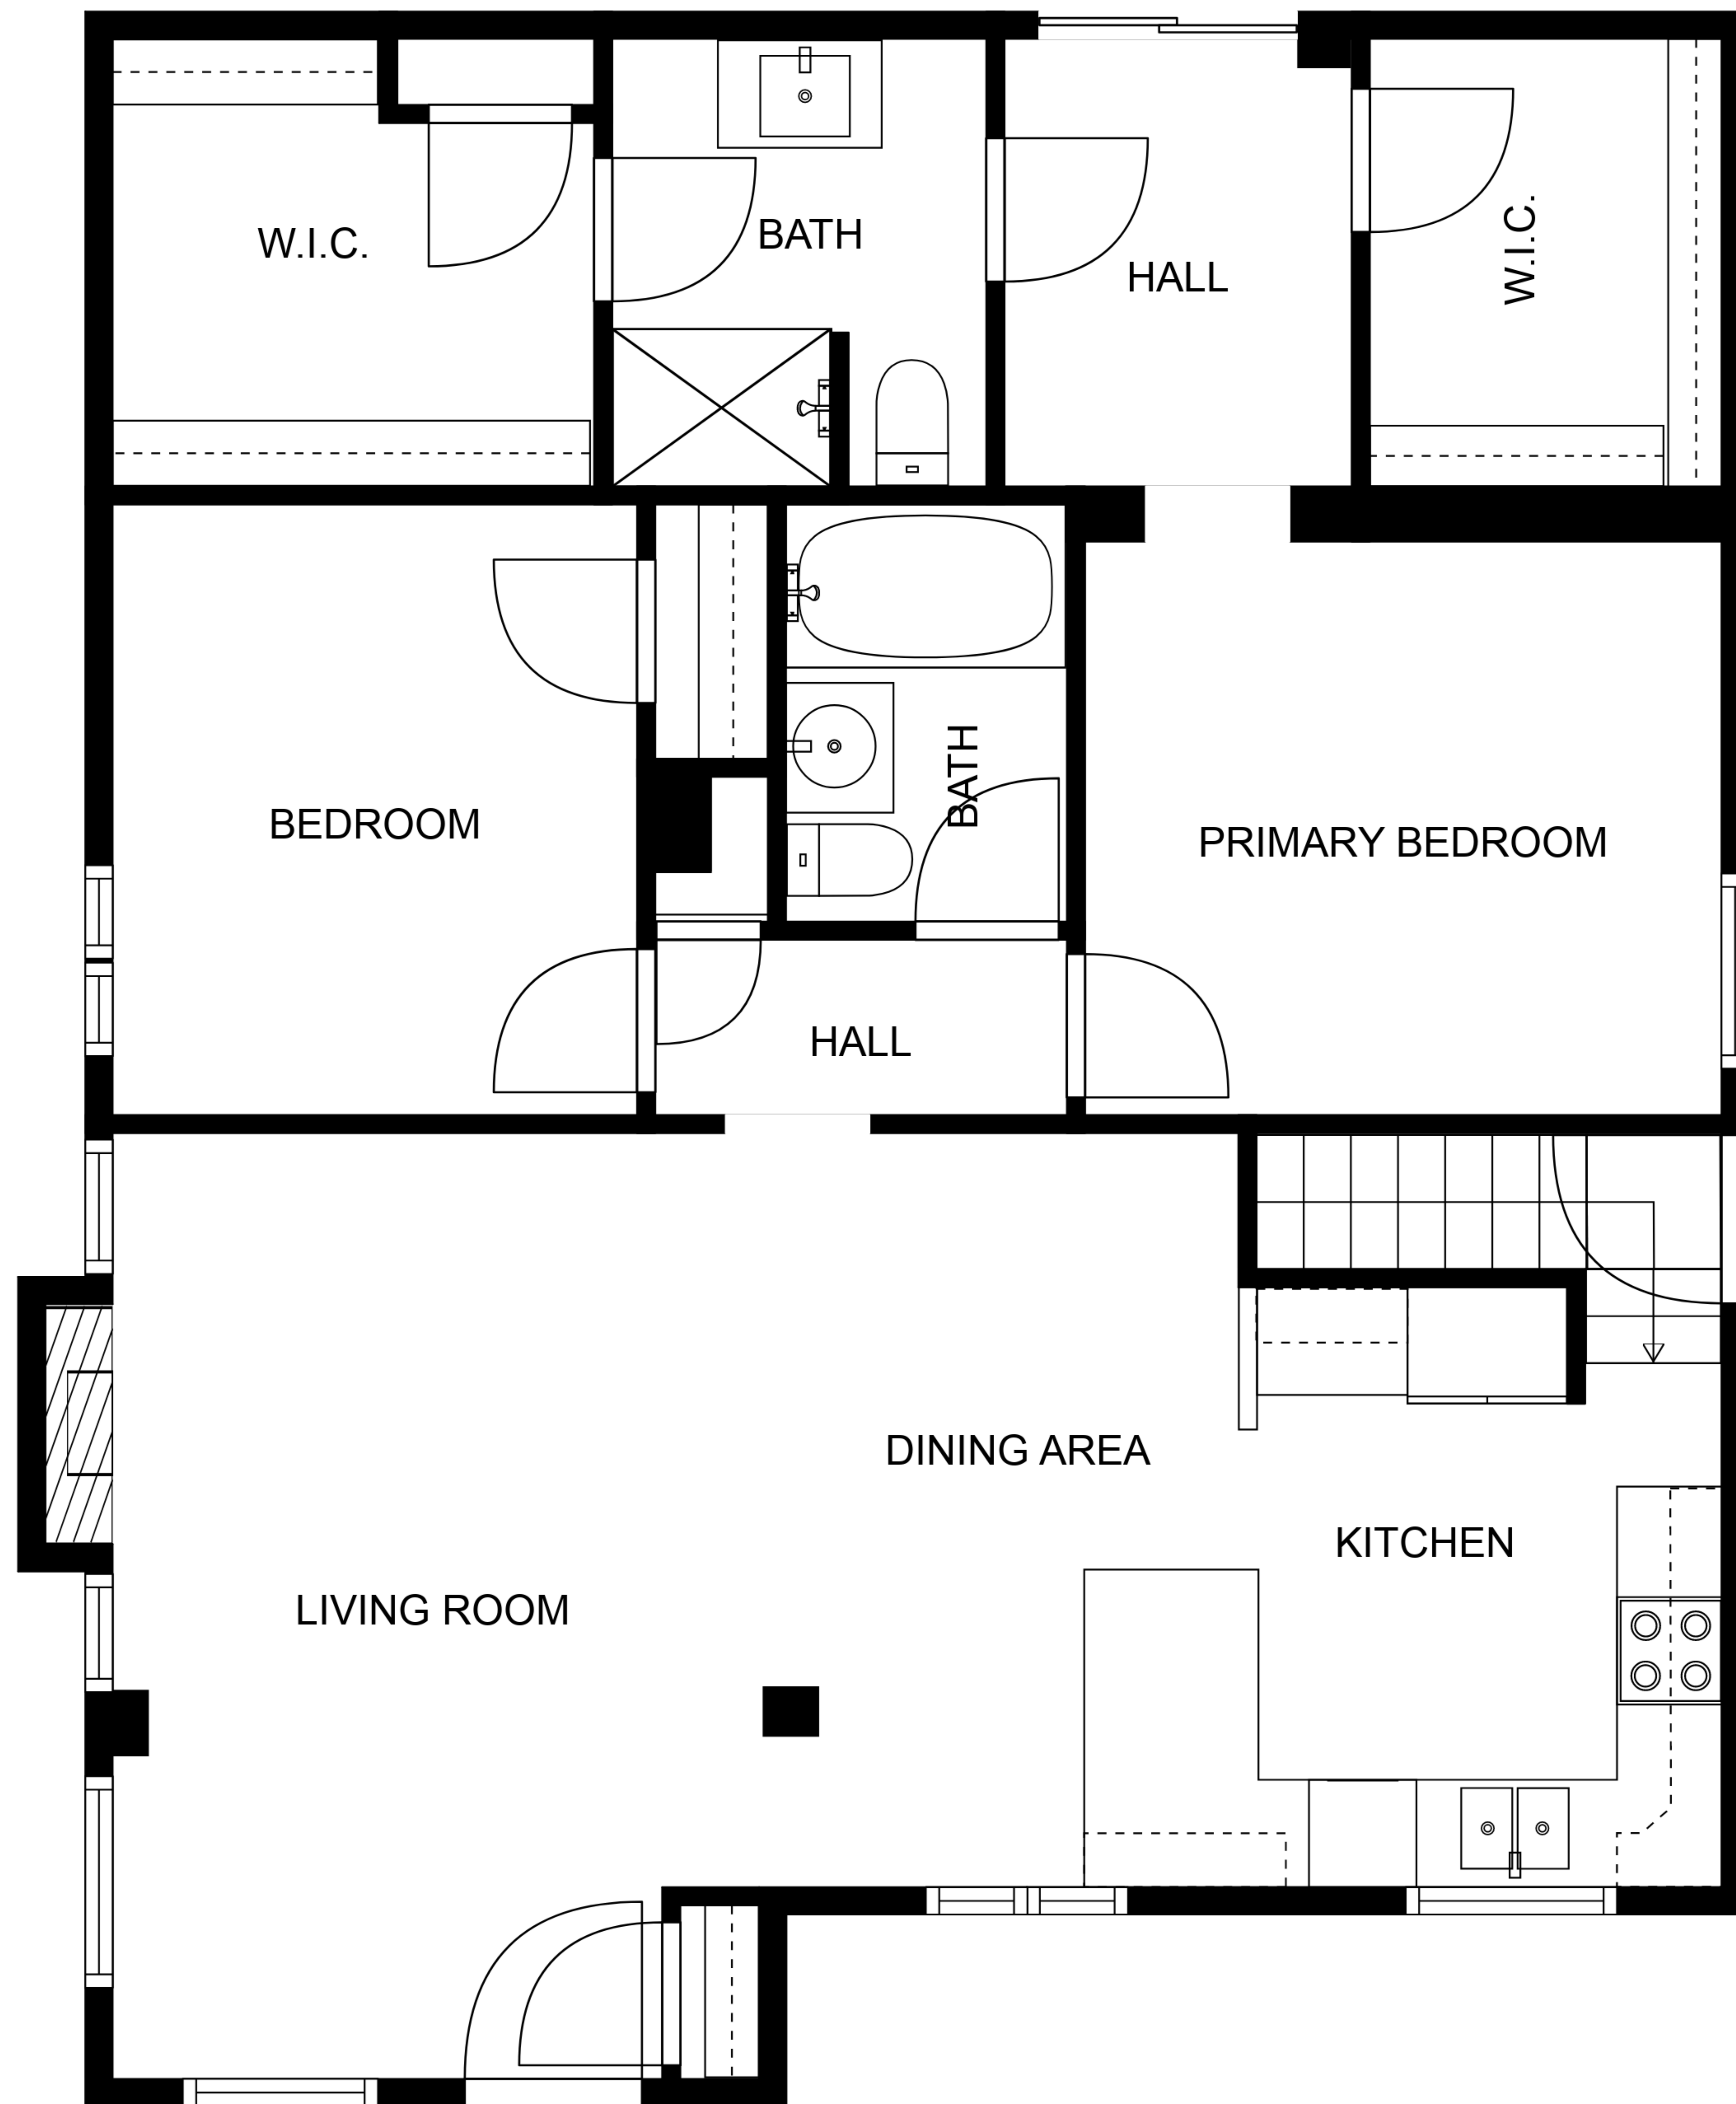 W.I.C.
BATH
HALL
W.I.C.
BEDROOM
BATH
PRIMARY BEDROOM
HALL
DINING AREA
KITCHEN
LIVING ROOM